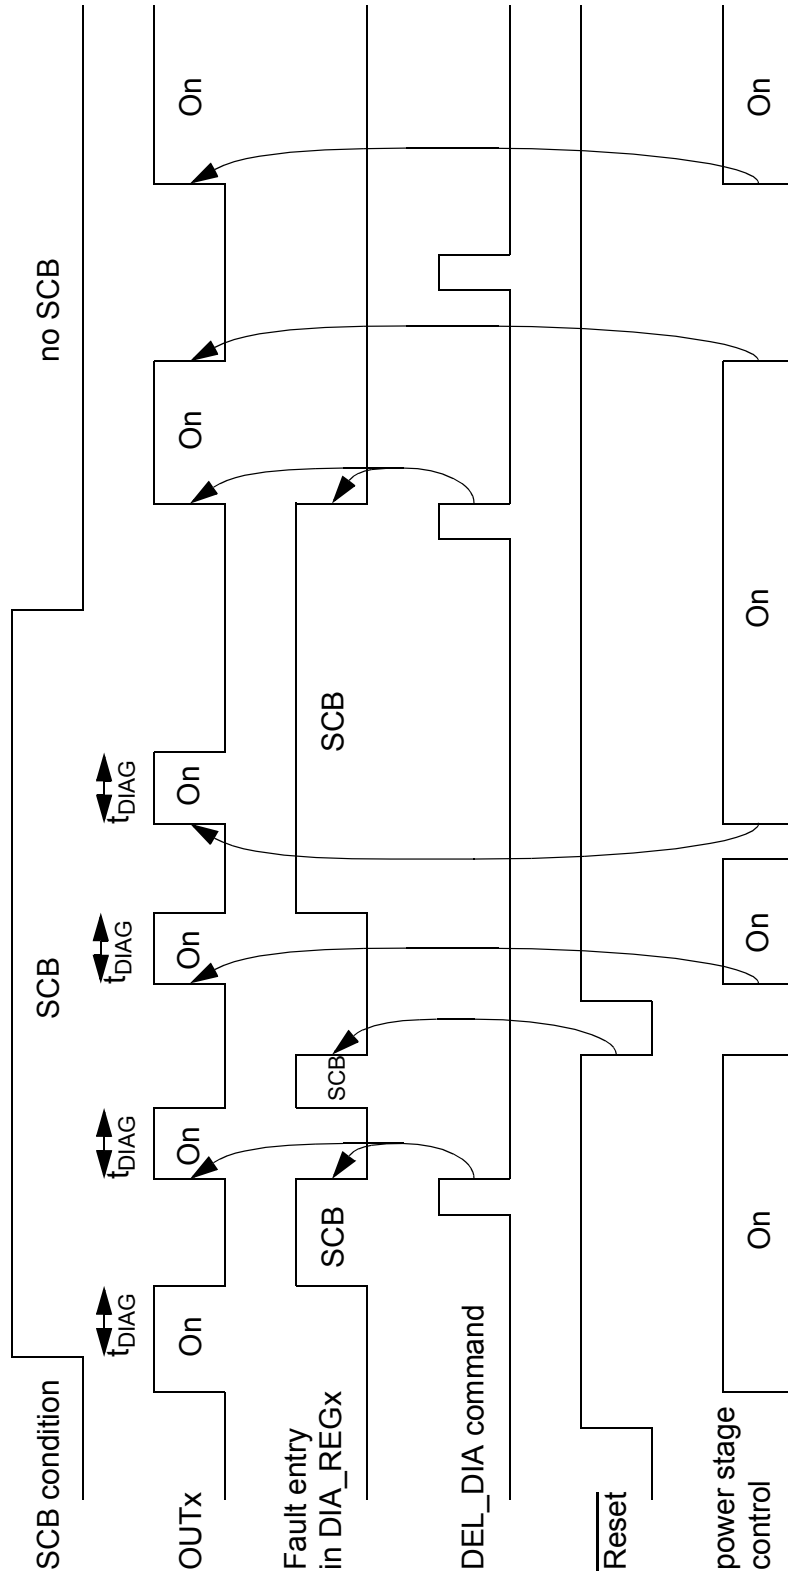 SCB condition
SCB
no SCB
tDIAG
tDIAG
tDIAG
tDIAG
OUTx
On
On
On
On
On
On
Fault entry
in DIA_REGx
SCB
SCB
SCB
DEL_DIA command
Reset
power stage
control
On
On
On
On